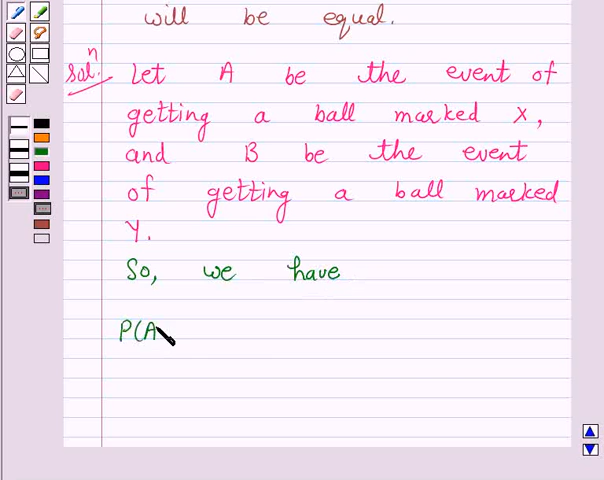 will be equal.
Solⁿ. Let A be the event of
getting a ball marked X,
and B be the event
of getting a ball marked
Y.
So, we have
P(A